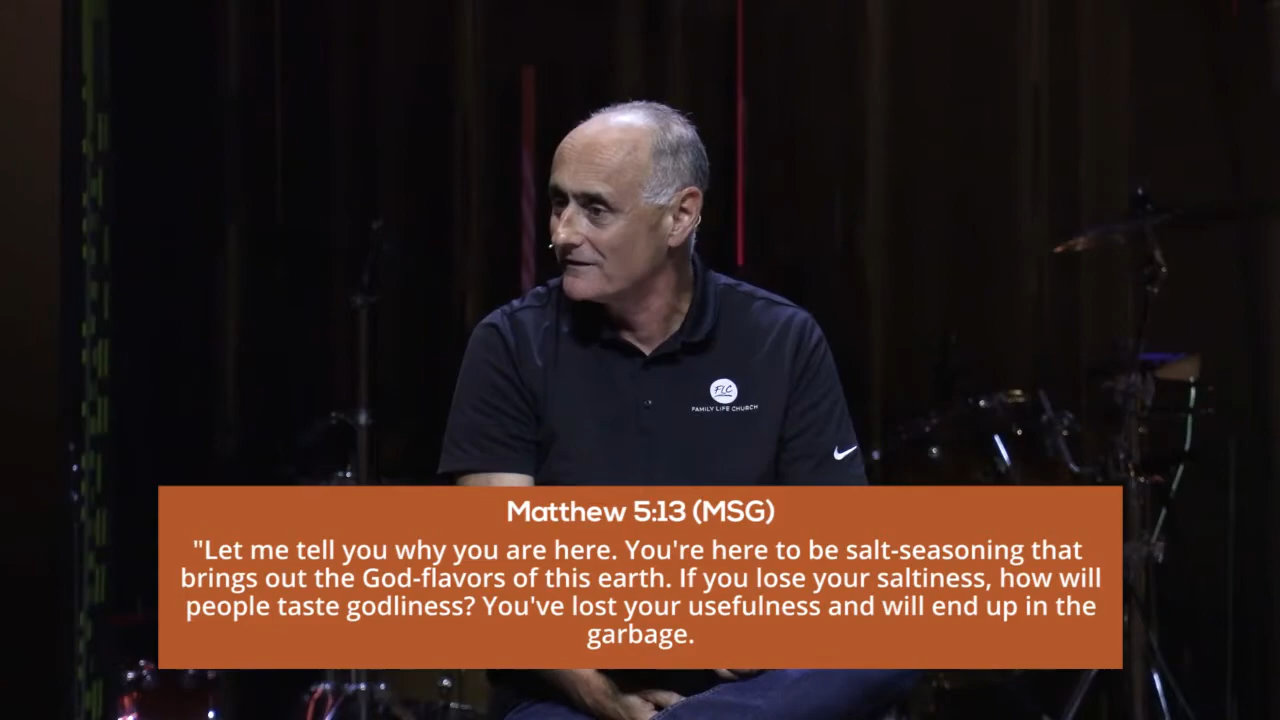 FLC
FAMILY LIFE CHURCH
Matthew 5:13 (MSG)
"Let me tell you why you are here. You're here to be salt-seasoning that
brings out the God-flavors of this earth. If you lose your saltiness, how will
people taste godliness? You've lost your usefulness and will end up in the
garbage.